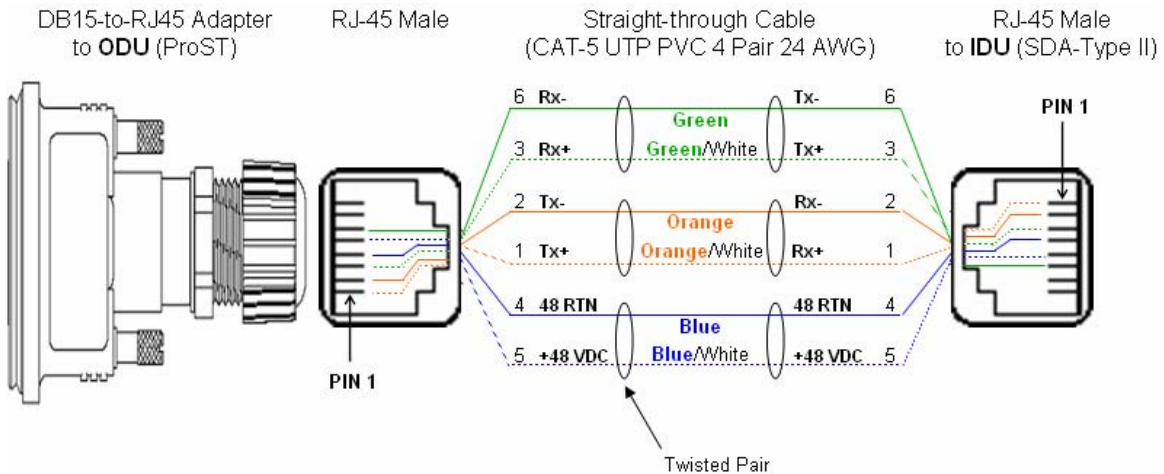 DB15-to-RJ45 Adapter
to ODU (ProST)
RJ-45 Male
Straight-through Cable
(CAT-5 UTP PVC 4 Pair 24 AWG)
RJ-45 Male
to IDU (SDA-Type II)
6 Rx- Tx- 6
Green
3 Rx+ Green/White Tx+ 3
2 Tx- Rx- 2
Orange
1 Tx+ Orange/White Rx+ 1
4 48 RTN 48 RTN 4
Blue
5 +48 VDC Blue/White +48 VDC 5
PIN 1
PIN 1
Twisted Pair